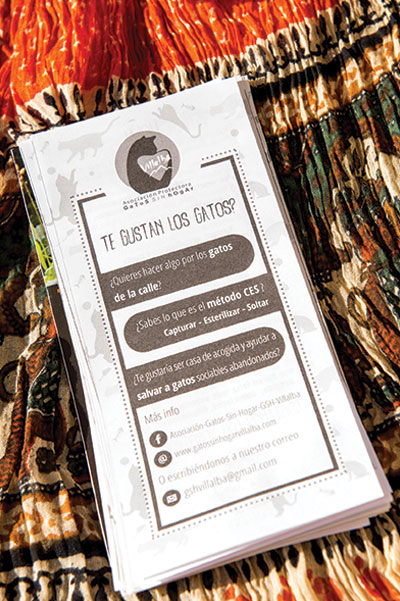 Villalba
Asociación Protectora
GaToS SIN hOgAr
TE GUSTAN LOS GATOS?
¿Quieres hacer algo por los gatos
de la calle?
¿Sabes lo que es el método CES?
Capturar - Esterilizar - Soltar
¿Te gustaría ser casa de acogida y ayudar a
salvar a gatos sociables abandonados?
Más info
Asociación-Gatos-Sin Hogar-GSH-Villalba
www.gatossinhogarvillalba.com
O escribiéndonos a nuestro correo
gshvillalba@gmail.com